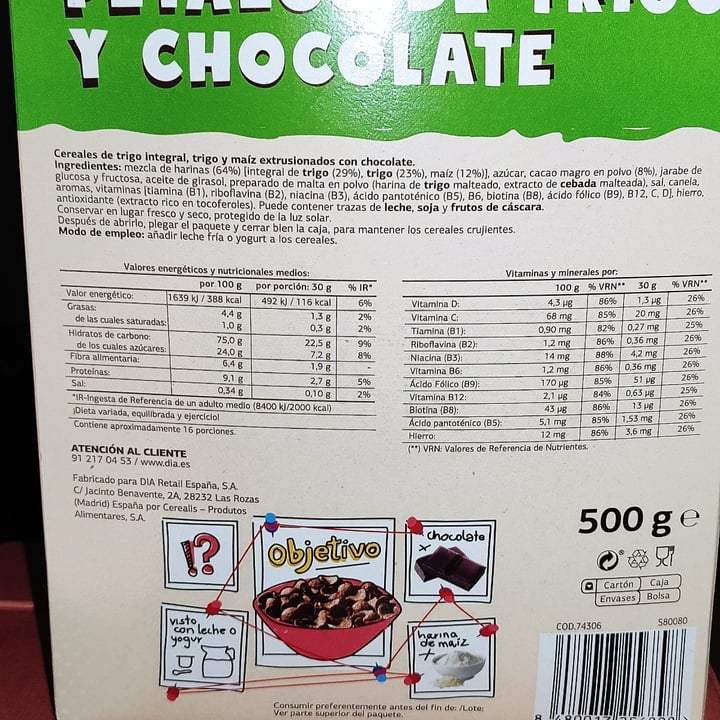 Y CHOCOLATE
Cereales de trigo integral, trigo y maíz extrusionados con chocolate.
Ingredientes: mezcla de harinas (64%) [integral de trigo (29%), trigo (23%), maíz (12%)], azúcar, cacao magro en polvo (8%), jarabe de
glucosa y fructosa, aceite de girasol, preparado de malta en polvo (harina de trigo malteado, extracto de cebada malteada), sal, canela,
aromas, vitaminas [tiamina (B1), riboflavina (B2), niacina (B3), ácido pantoténico (B5), B6, biotina (B8), ácido fólico (B9), B12, C, D], hierro,
antioxidante (extracto rico en tocoferoles). Puede contener trazas de leche, soja y frutos de cáscara.
Conservar en lugar fresco y seco, protegido de la luz solar.
Después de abrirlo, plegar el paquete y cerrar bien la caja, para mantener los cereales crujientes.
Modo de empleo: añadir leche fría o yogurt a los cereales.
Valores energéticos y nutricionales medios:
por 100 g por porción: 30 g % IR*
Valor energético: 1639 kJ / 388 kcal 492 kJ / 116 kcal 6%
Grasas: 4,4 g 1,3 g 2%
de las cuales saturadas: 1,0 g 0,3 g 2%
Hidratos de carbono: 75,0 g 22,5 g 9%
de los cuales azúcares: 24,0 g 7,2 g 8%
Fibra alimentaria: 6,4 g 1,9 g -
Proteínas: 9,1 g 2,7 g 5%
Sal: 0,34 g 0,10 g 2%
*IR-Ingesta de Referencia de un adulto medio (8400 kJ/2000 kcal)
¡Dieta variada, equilibrada y ejercicio!
Contiene aproximadamente 16 porciones.
Vitaminas y minerales por:
100 g % VRN** 30 g % VRN**
Vitamina D: 4,3 µg 86% 1,3 µg 26%
Vitamina C: 68 mg 85% 20 mg 26%
Tiamina (B1): 0,90 mg 82% 0,27 mg 25%
Riboflavina (B2): 1,2 mg 86% 0,36 mg 26%
Niacina (B3): 14 mg 88% 4,2 mg 26%
Vitamina B6: 1,2 mg 86% 0,36 mg 26%
Ácido Fólico (B9): 170 µg 85% 51 µg 26%
Vitamina B12: 2,1 µg 84% 0,63 µg 25%
Biotina (B8): 43 µg 86% 13 µg 26%
Ácido pantoténico (B5): 5,1 mg 85% 1,53 mg 26%
Hierro: 12 mg 86% 3,6 mg 26%
(**) VRN: Valores de Referencia de Nutrientes.
ATENCIÓN AL CLIENTE
91 217 04 53 / www.dia.es
Fabricado para DIA Retail España, S.A.
C/ Jacinto Benavente, 2A, 28232 Las Rozas
(Madrid) España por Cerealis – Produtos
Alimentares, S.A.
500 g e
!?
Objetivo
chocolate
x
visto
con leche o
yogur
harina
de maíz
+
Cartón Caja
Envases Bolsa
COD.74306 580080
Consumir preferentemente antes del fin de: /Lote:
Ver parte superior del paquete.